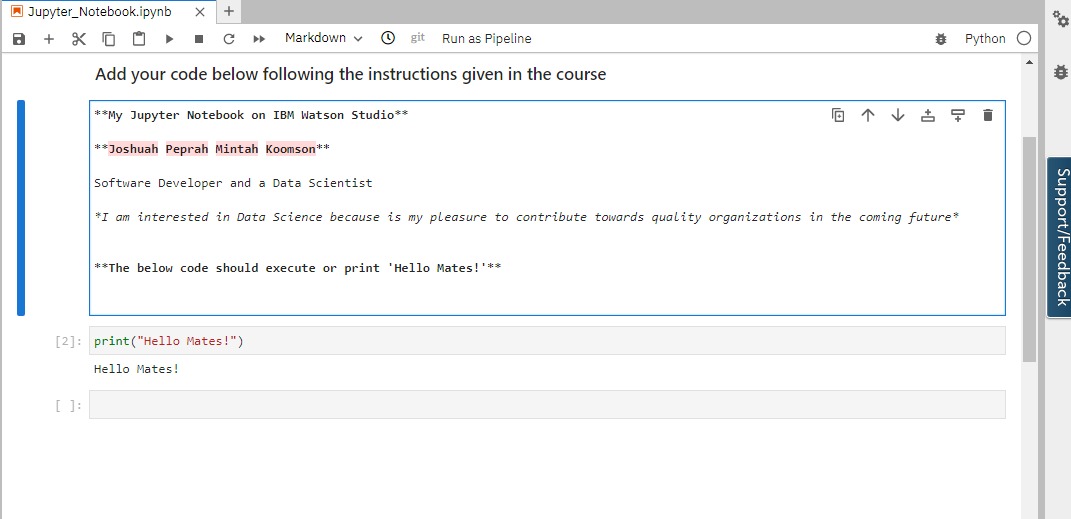 Jupyter_Notebook.ipynb
Markdown git Run as Pipeline Python
Add your code below following the instructions given in the course
**My Jupyter Notebook on IBM Watson Studio**
**Joshuah Peprah Mintah Koomson**
Software Developer and a Data Scientist
*I am interested in Data Science because is my pleasure to contribute towards quality organizations in the coming future*
**The below code should execute or print 'Hello Mates!'**
[2]: print("Hello Mates!")
Hello Mates!
[ ]:
Support/Feedback